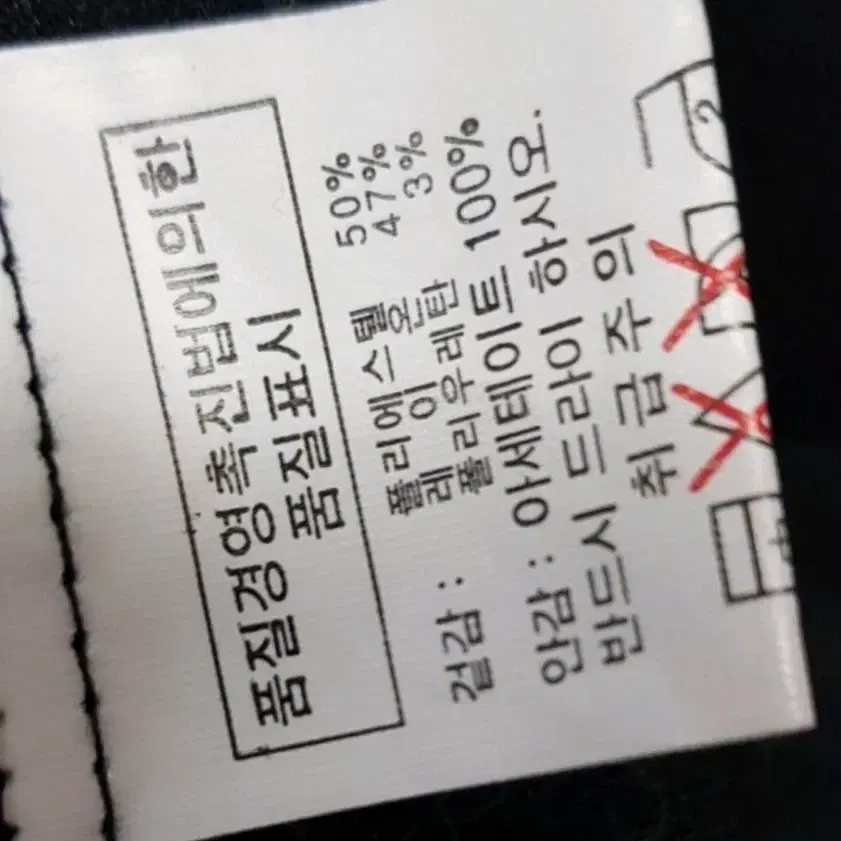 품질경영촉진법에의한
품질표시
겉감 : 폴리에스텔 50%
레이온 47%
폴리우레탄 3%
안감 : 아세테이트 100%
반드시 드라이 하시오.
취급주의